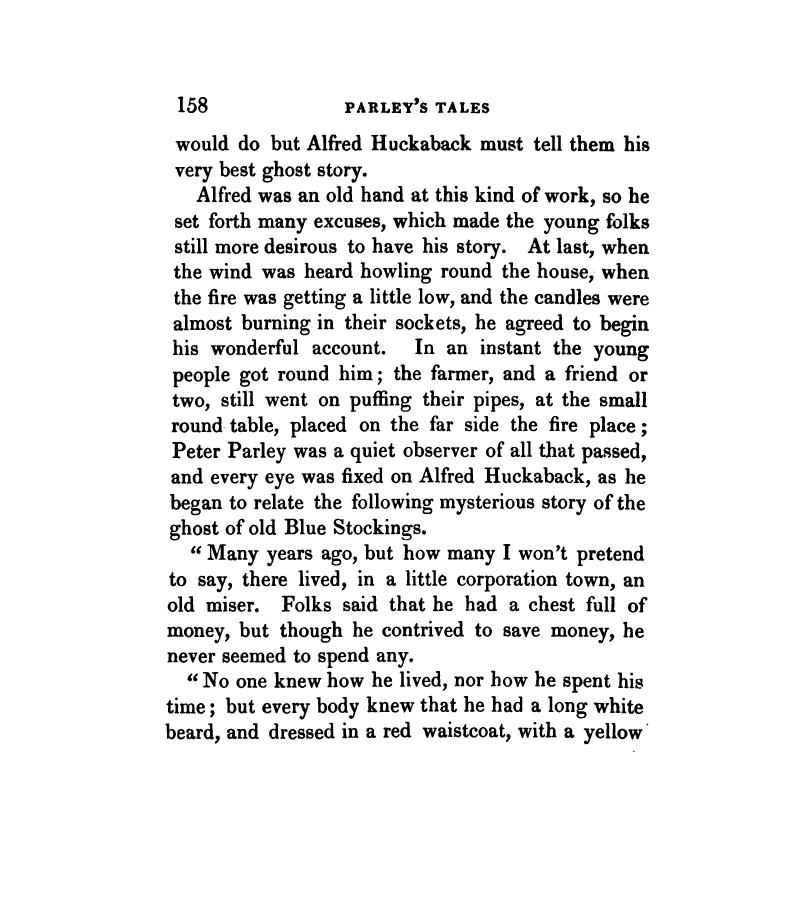 158 PARLEY'S TALES
would do but Alfred Huckaback must tell them his
very best ghost story.
Alfred was an old hand at this kind of work, so he
set forth many excuses, which made the young folks
still more desirous to have his story. At last, when
the wind was heard howling round the house, when
the fire was getting a little low, and the candles were
almost burning in their sockets, he agreed to begin
his wonderful account. In an instant the young
people got round him; the farmer, and a friend or
two, still went on puffing their pipes, at the small
round table, placed on the far side the fire place;
Peter Parley was a quiet observer of all that passed,
and every eye was fixed on Alfred Huckaback, as he
began to relate the following mysterious story of the
ghost of old Blue Stockings.
“ Many years ago, but how many I won't pretend
to say, there lived, in a little corporation town, an
old miser. Folks said that he had a chest full of
money, but though he contrived to save money, he
never seemed to spend any.
“ No one knew how he lived, nor how he spent his
time; but every body knew that he had a long white
beard, and dressed in a red waistcoat, with a yellow